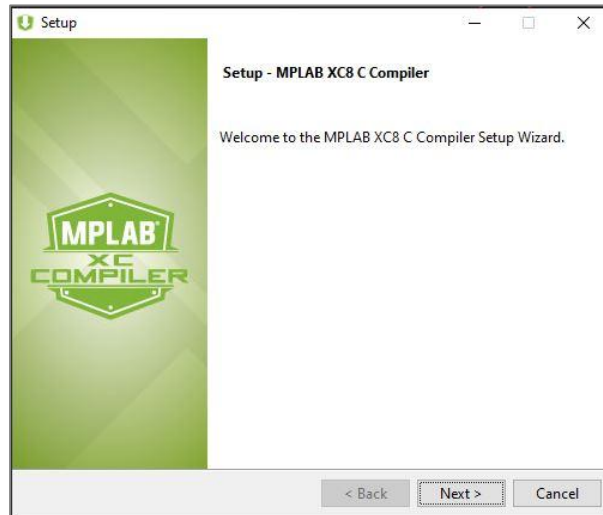 Setup
Setup - MPLAB XC8 C Compiler
Welcome to the MPLAB XC8 C Compiler Setup Wizard.
MPLAB®
XC
COMPILER
< Back
Next >
Cancel